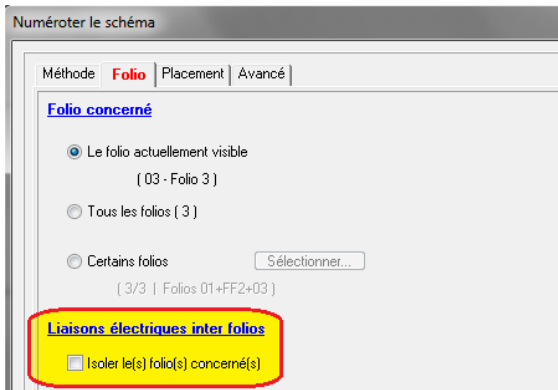 Numéroter le schéma
Méthode Folio Placement Avancé
Folio concerné
Le folio actuellement visible
( 03 - Folio 3 )
Tous les folios ( 3 )
Certains folios Sélectionner...
( 3/3 | Folios 01+FF2+03 )
Liaisons électriques inter folios
Isoler le(s) folio(s) concerné(s)